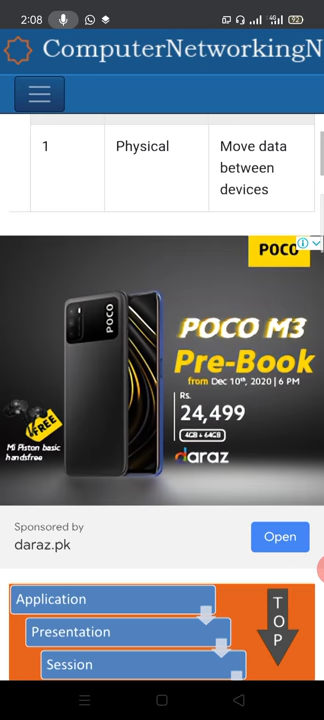 2:08
92
ComputerNetworkingN
1 Physical Move data
between
devices
POCO
POCO
POCO M3
Pre-Book
from Dec 10th, 2020 | 6 PM
Rs.
24,499
4GB + 64GB
daraz
FREE
Mi Piston basic
handsfree
Sponsored by
daraz.pk
Open
Application
Presentation
Session
TOP